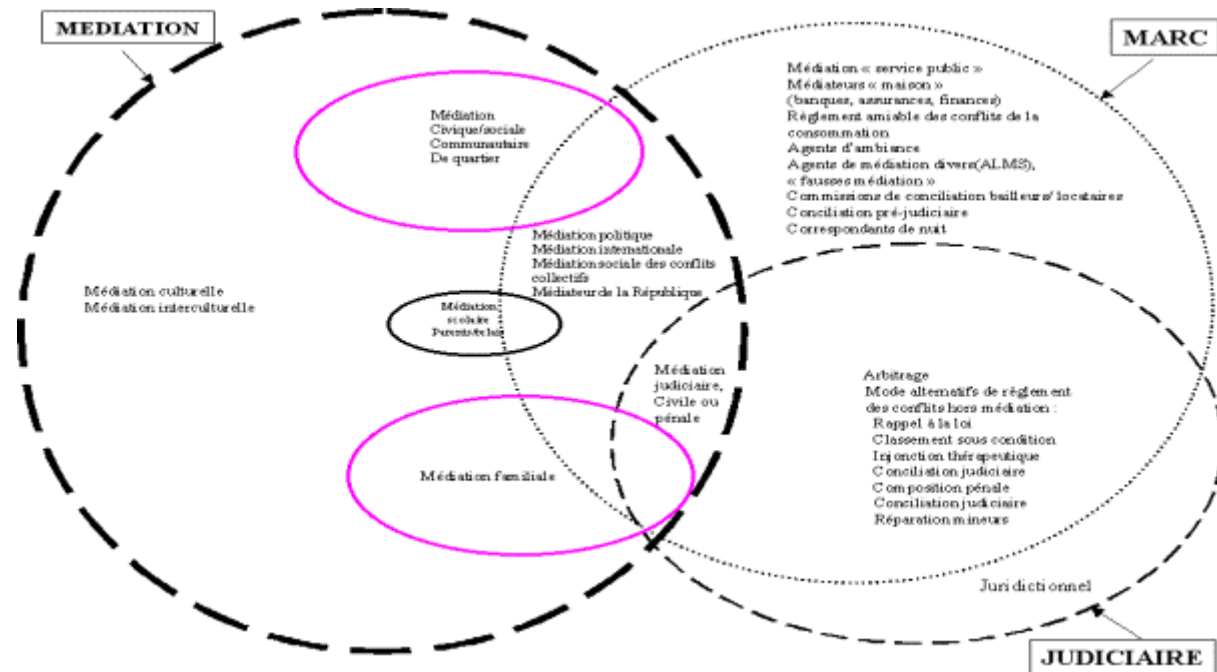 MEDIATION
MARC
Médiation « service public »
Médiateurs « maison »
(banques, assurances, finances)
Règlement amiable des conflits de la
consommation
Agents d'ambiance
Agents de médiation divers(ALMS),
« fausses médiation »
Commissions de conciliation bailleurs/ locataires
Conciliation pré-judiciaire
Correspondants de nuit
Médiation
Civique/sociale
Communautaire
De quartier
Médiation politique
Médiation internationale
Médiation sociale des conflits
collectifs
Médiateur de la République
Médiation culturelle
Médiation interculturelle
Médiation
scolaire
Parents/relais
Médiation
judiciaire,
Civile ou
pénale
Médiation familiale
Arbitrage
Mode alternatifs de règlement
des conflits hors médiation :
Rappel à la loi
Classement sous condition
Injonction thérapeutique
Conciliation judiciaire
Composition pénale
Conciliation judiciaire
Réparation mineurs
Juridictionnel
JUDICIAIRE